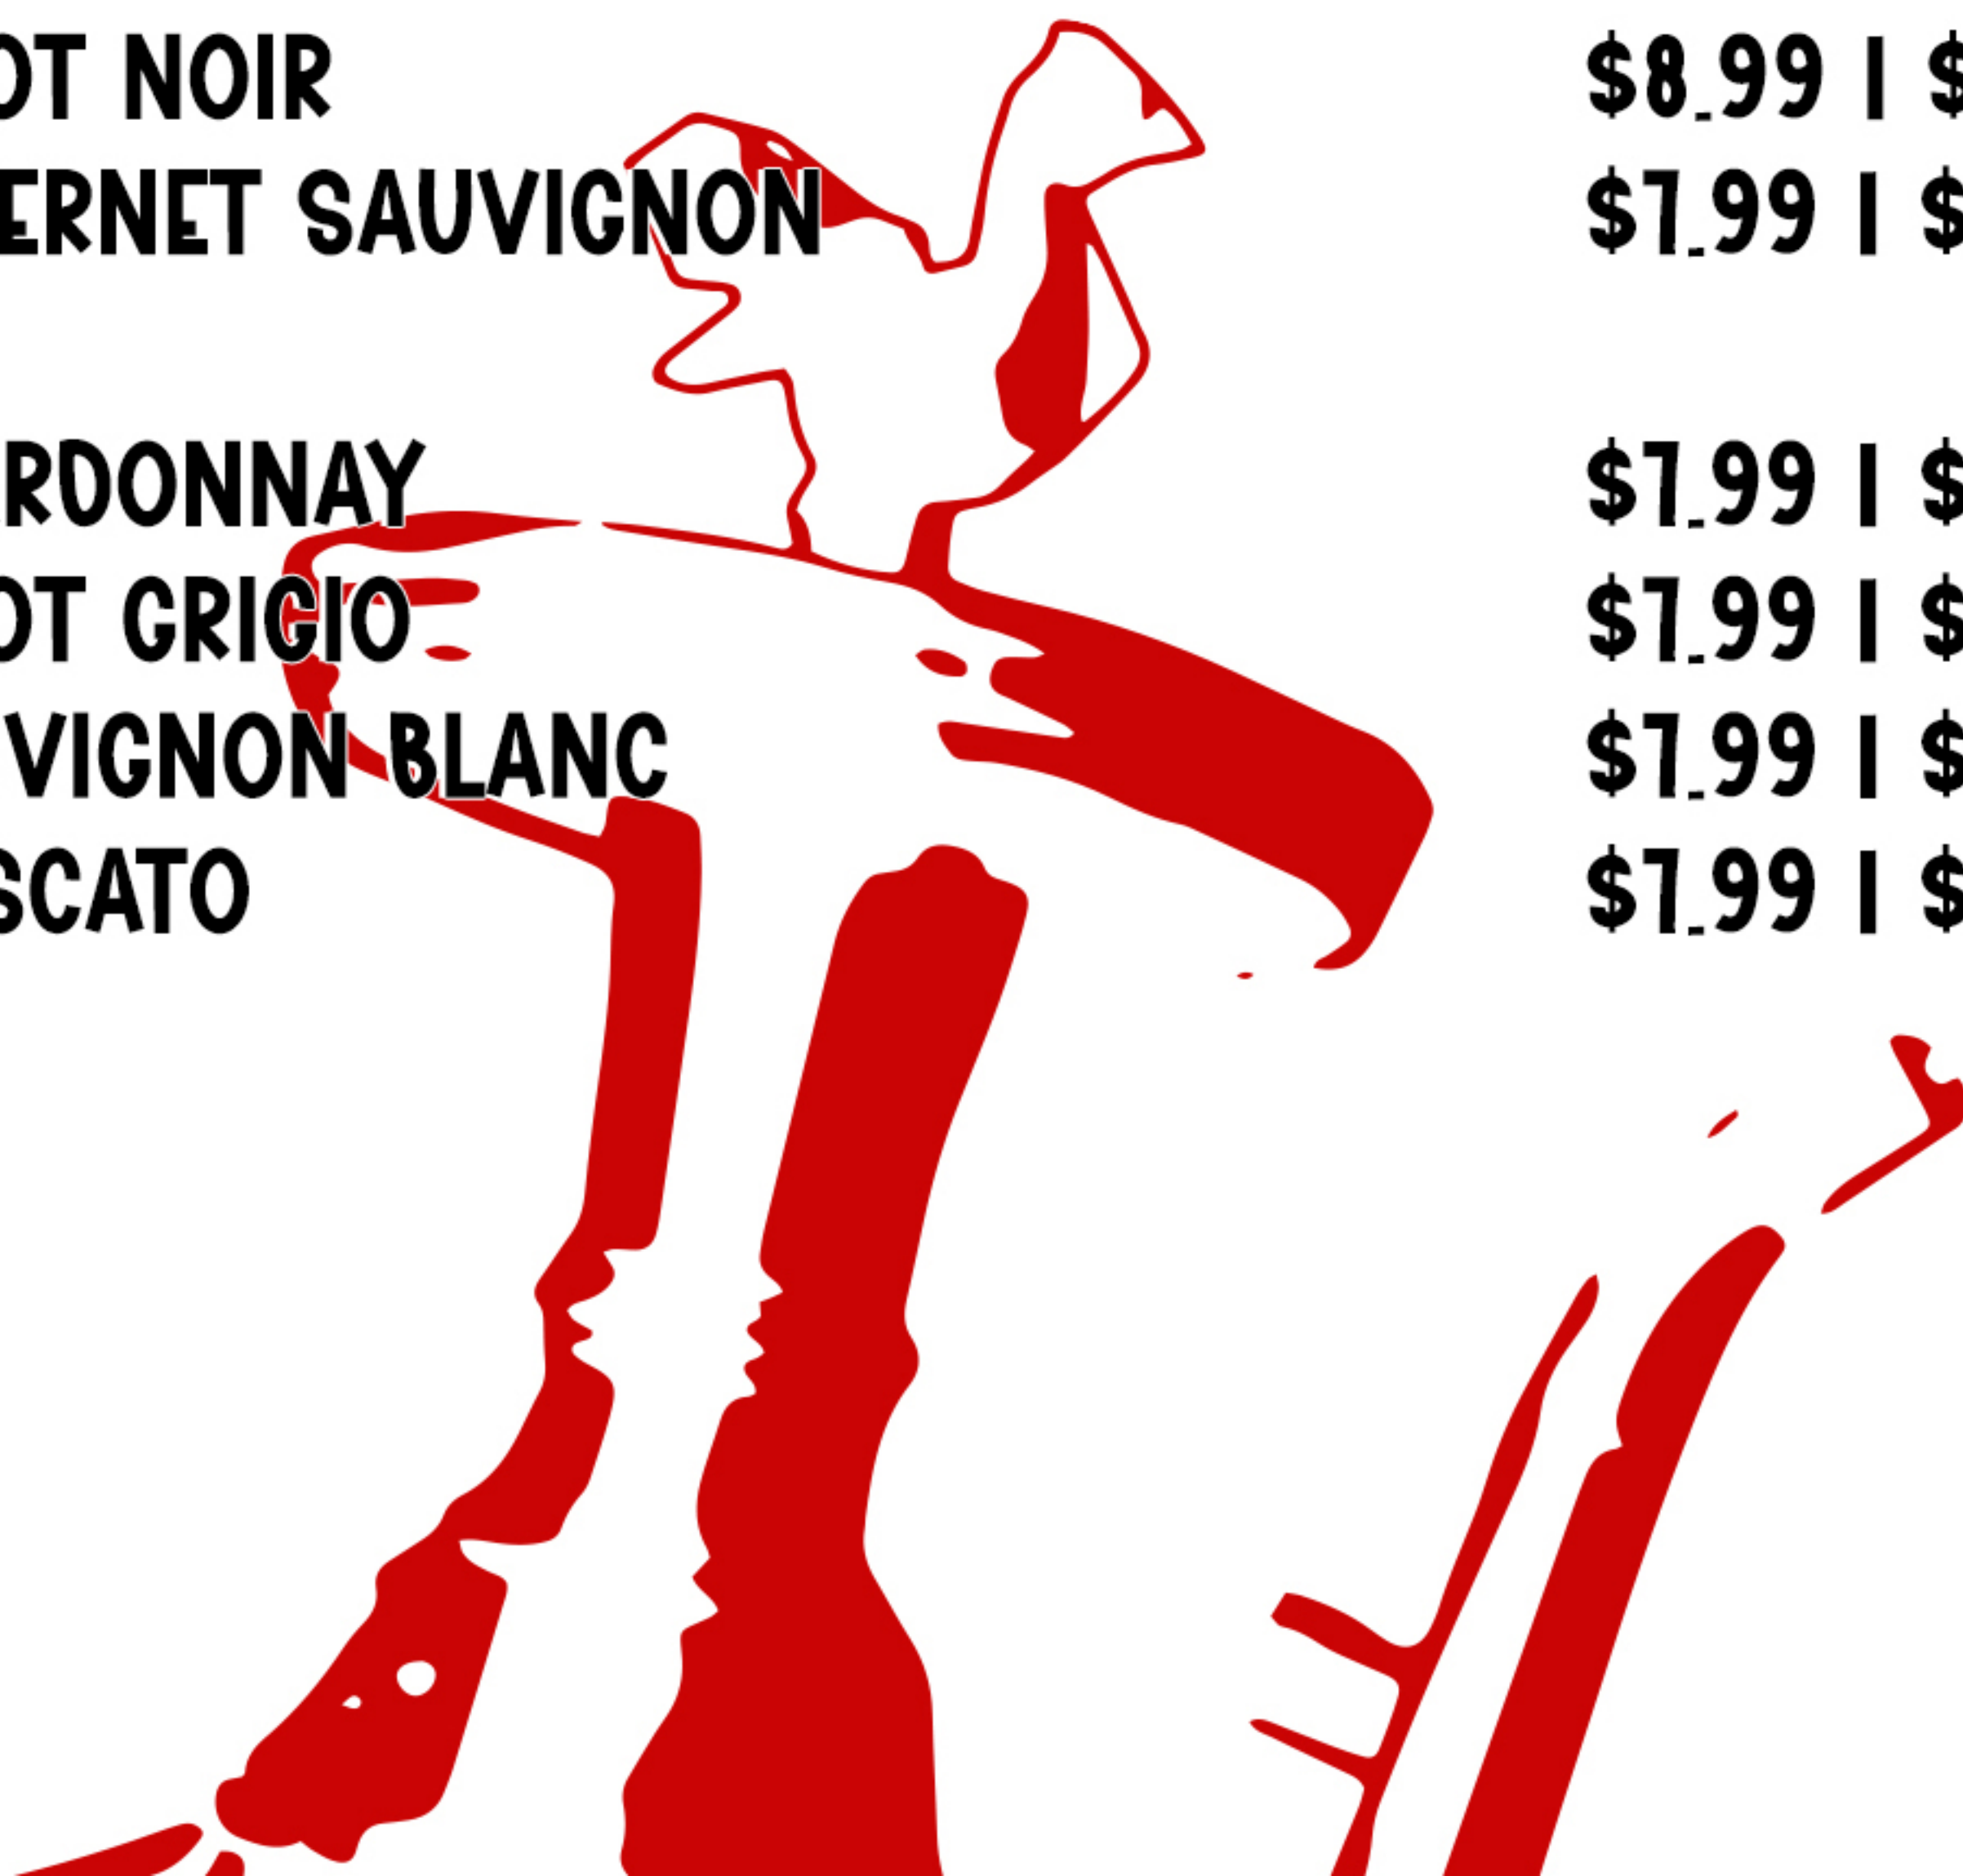 OT NOIR $8.99 | $
ERNET SAUVIGNON $7.99 | $
RDONNAY $7.99 | $
OT GRIGIO $7.99 | $
VIGNON BLANC $7.99 | $
SCATO $7.99 | $